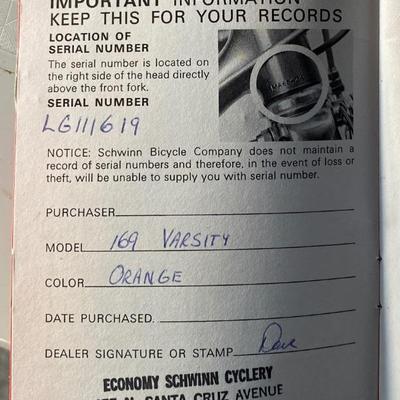 IMPORTANT INFORMATION
KEEP THIS FOR YOUR RECORDS
LOCATION OF
SERIAL NUMBER
The serial number is located on
the right side of the head directly
above the front fork.
SERIAL NUMBER
LG111619
NOTICE: Schwinn Bicycle Company does not maintain a
record of serial numbers and therefore, in the event of loss or
theft, will be unable to supply you with serial number.
PURCHASER
MODEL 169 VARSITY
COLOR ORANGE
DATE PURCHASED.
DEALER SIGNATURE OR STAMP Dave
ECONOMY SCHWINN CYCLERY
N. SANTA CRUZ AVENUE